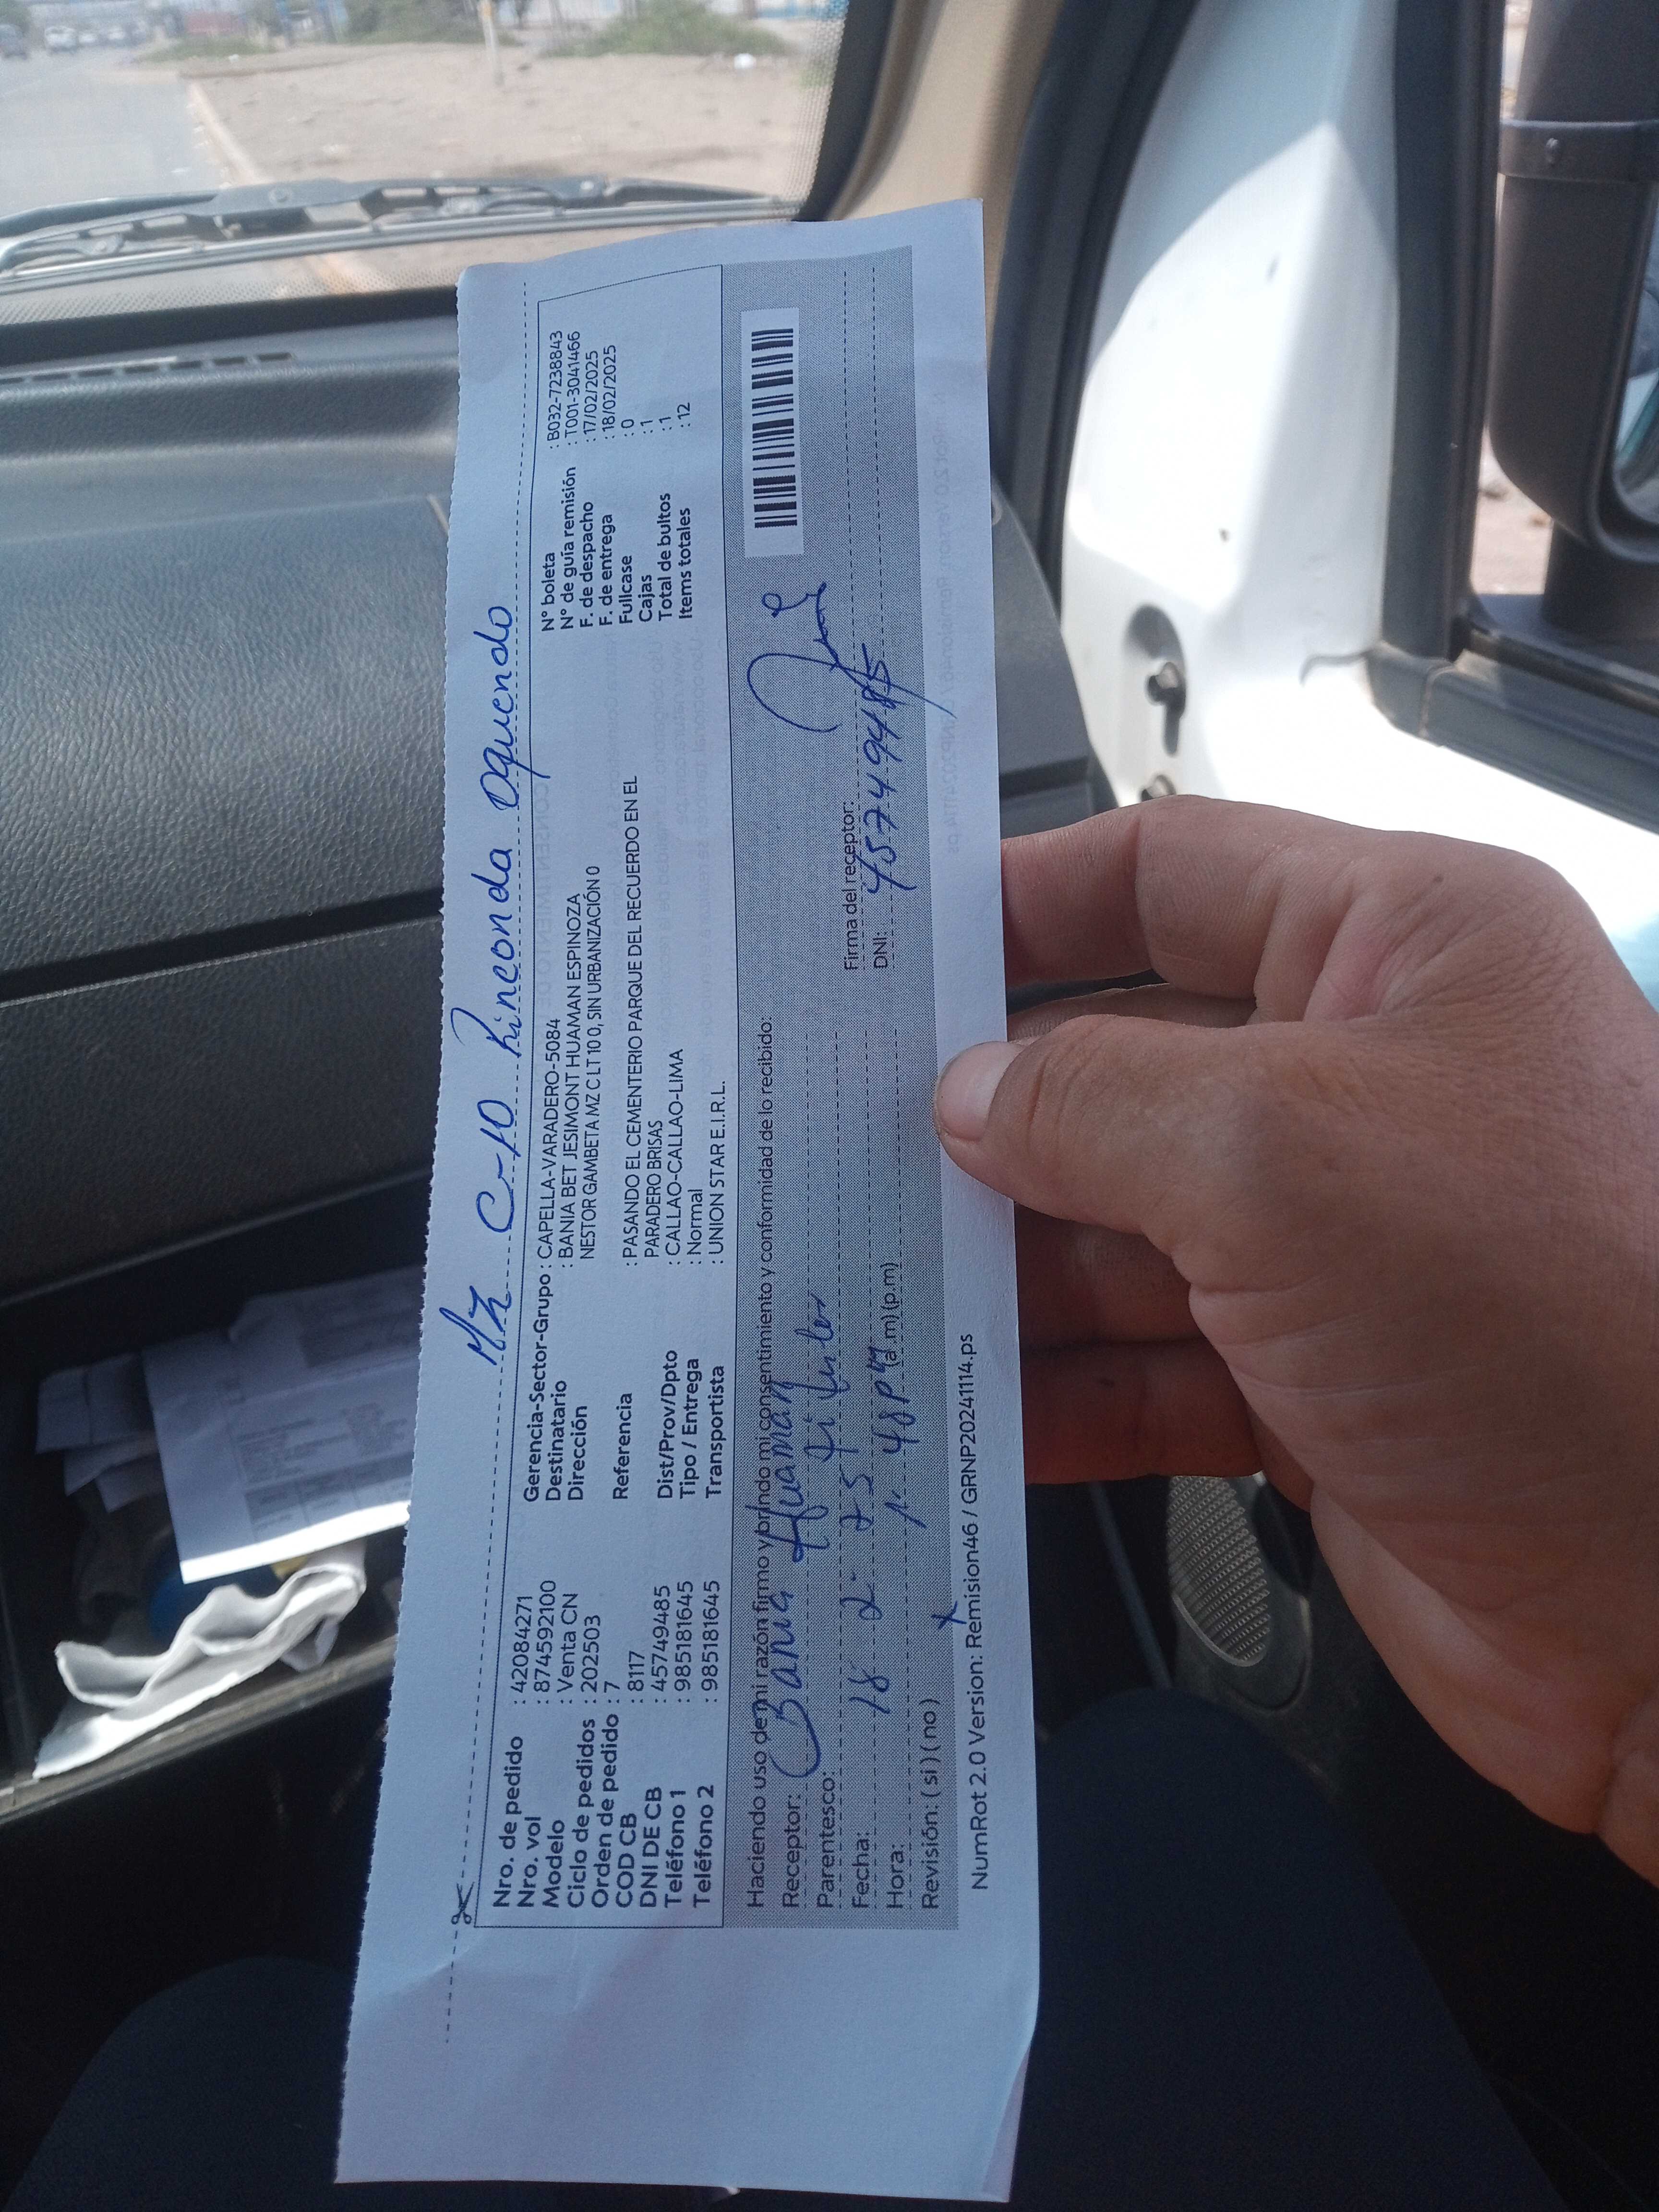 Mz C-10 Rinconda Oquendo
Nro. de pedido : 42084271
Nro. vol : 874592100
Modelo : Venta CN
Ciclo de pedidos : 202503
Orden de pedido : 7
COD CB : 8117
DNI DE CB : 45749485
Teléfono 1 : 985181645
Teléfono 2 : 985181645
Gerencia-Sector-Grupo : CAPELLA-VARADERO-5084
Destinatario : BANIA BET JESIMONT HUAMAN ESPINOZA
Dirección NESTOR GAMBETA MZ C LT 10 0, SIN URBANIZACIÓN 0
Referencia : PASANDO EL CEMENTERIO PARQUE DEL RECUERDO EN EL
PARADERO BRISAS
Dist/Prov/Dpto : CALLAO-CALLAO-LIMA
Tipo / Entrega : Normal
Transportista : UNION STAR E.I.R.L.
N° boleta : B032-7238843
N° de guía remisión : T001-3041466
F. de despacho : 17/02/2025
F. de entrega : 18/02/2025
Fullcase : 0
Cajas : 1
Total de bultos : 1
Items totales : 12
Haciendo uso de mi razón firmo y brindo mi consentimiento y conformidad de lo recibido:
Receptor: Bania Huaman
Parentesco:
Fecha: 18 2- 25
Hora: 48 pm (a.m) (p.m)
Revisión: ( si ) ( no ) x
Firma del receptor:
DNI: 45749485
NumRot 2.0 Version: Remision46 / GRNP20241114.ps